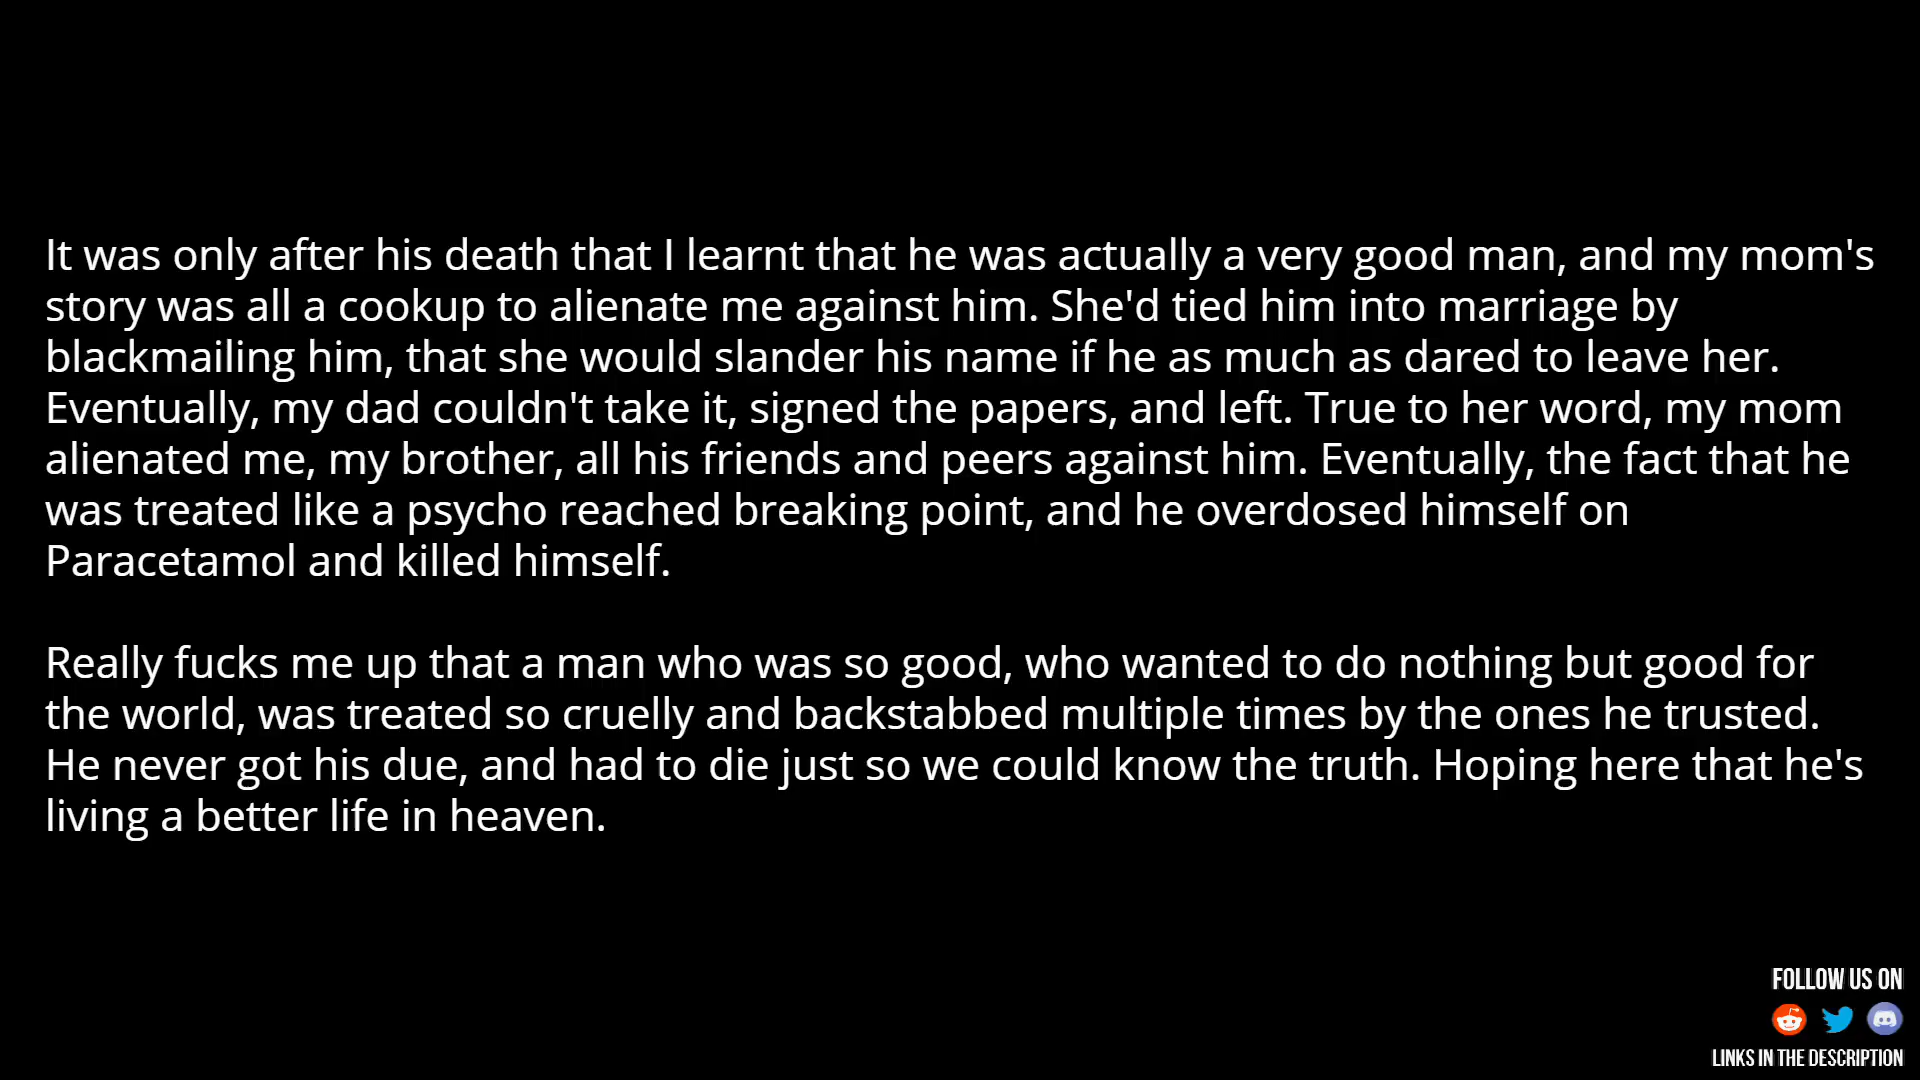 It was only after his death that I learnt that he was actually a very good man, and my mom's
story was all a cookup to alienate me against him. She'd tied him into marriage by
blackmailing him, that she would slander his name if he as much as dared to leave her.
Eventually, my dad couldn't take it, signed the papers, and left. True to her word, my mom
alienated me, my brother, all his friends and peers against him. Eventually, the fact that he
was treated like a psycho reached breaking point, and he overdosed himself on
Paracetamol and killed himself.
Really fucks me up that a man who was so good, who wanted to do nothing but good for
the world, was treated so cruelly and backstabbed multiple times by the ones he trusted.
He never got his due, and had to die just so we could know the truth. Hoping here that he's
living a better life in heaven.
FOLLOW US ON
LINKS IN THE DESCRIPTION